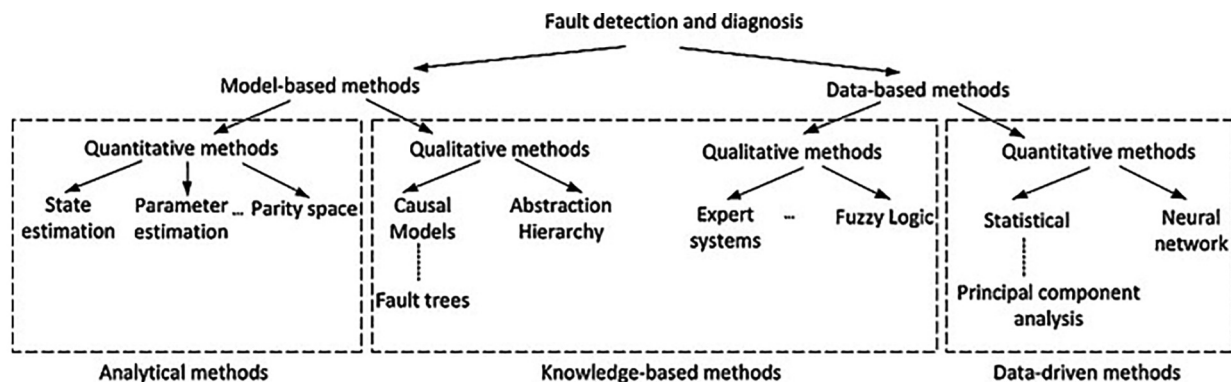 Fault detection and diagnosis
Model-based methods
Data-based methods
Quantitative methods
Qualitative methods
Qualitative methods
Quantitative methods
State
estimation
Parameter
estimation
...
Parity space
Causal
Models
Abstraction
Hierarchy
Expert
systems
...
Fuzzy Logic
Statistical
Neural
network
Fault trees
Principal component
analysis
Analytical methods
Knowledge-based methods
Data-driven methods